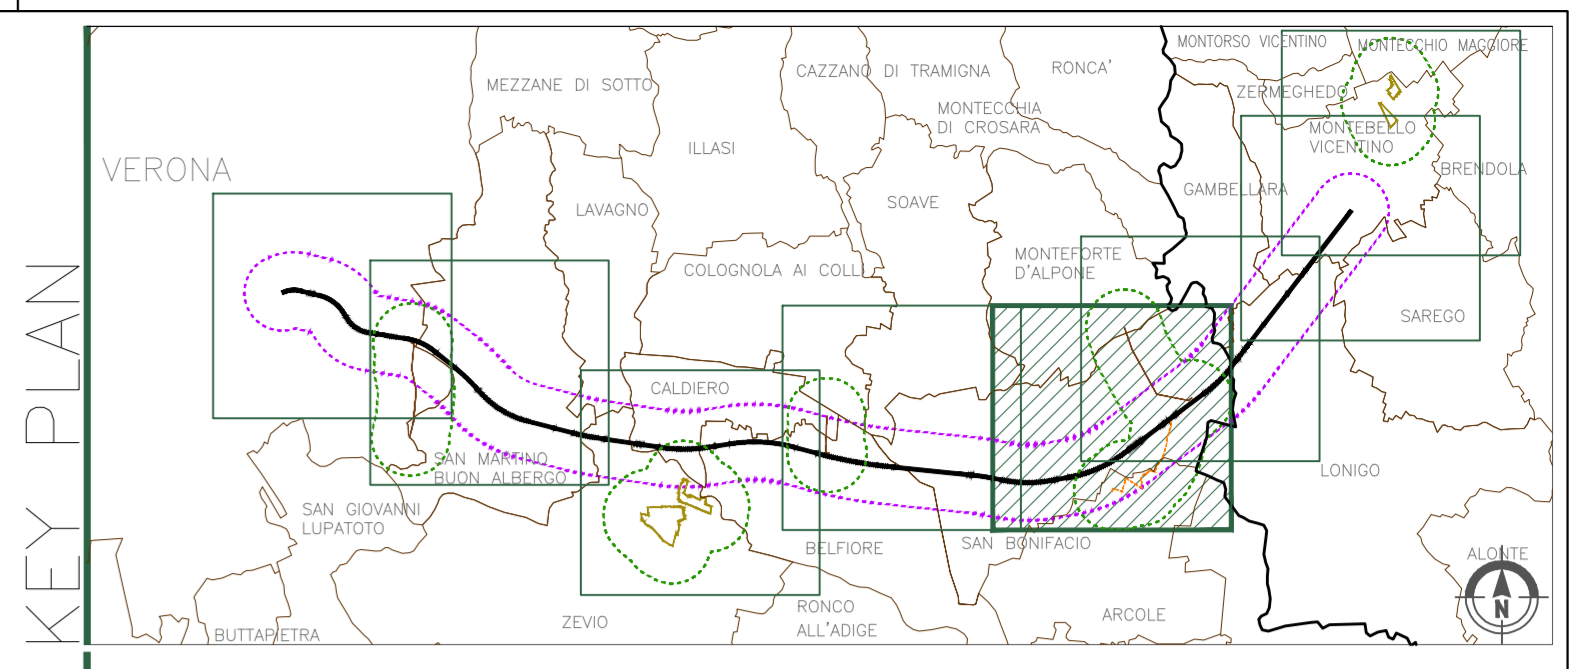 KEY PLAN
MONTORSO VICENTINO
MONTECCHIO MAGGIORE
MEZZANE DI SOTTO
CAZZANO DI TRAMIGNA
RONCA'
ZERMEGHEDO
MONTECCHIA
DI CROSARA
MONTEBELLO
VICENTINO
ILLASI
VERONA
BRENDOLA
GAMBELLARA
LAVAGNO
SOAVE
MONTEFORTE
D'ALPONE
COLOGNOLA AI COLLI
SAREGO
CALDIERO
SAN MARTINO
BUON ALBERGO
LONIGO
SAN GIOVANNI
LUPATOTO
BELFIORE
SAN BONIFACIO
ALONTE
N
RONCO
ALL'ADIGE
ARCOLE
ZEVIO
BUTTAPIETRA